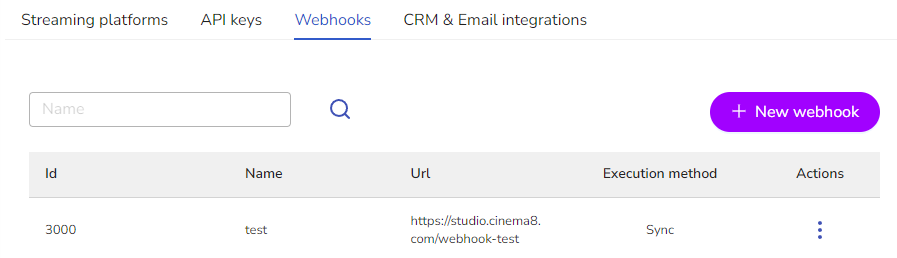 Streaming platforms API keys Webhooks CRM & Email integrations
Name + New webhook
Id Name Url Execution method Actions
3000 test https://studio.cinema8. Sync
com/webhook-test